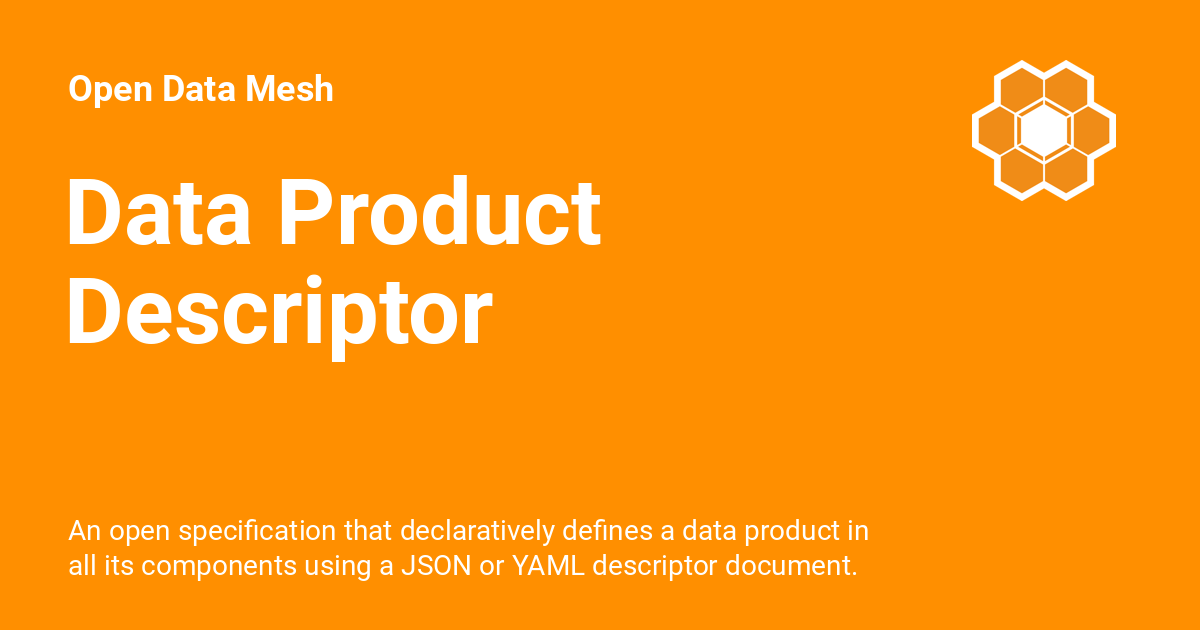 Open Data Mesh
Data Product
Descriptor
An open specification that declaratively defines a data product in
all its components using a JSON or YAML descriptor document.